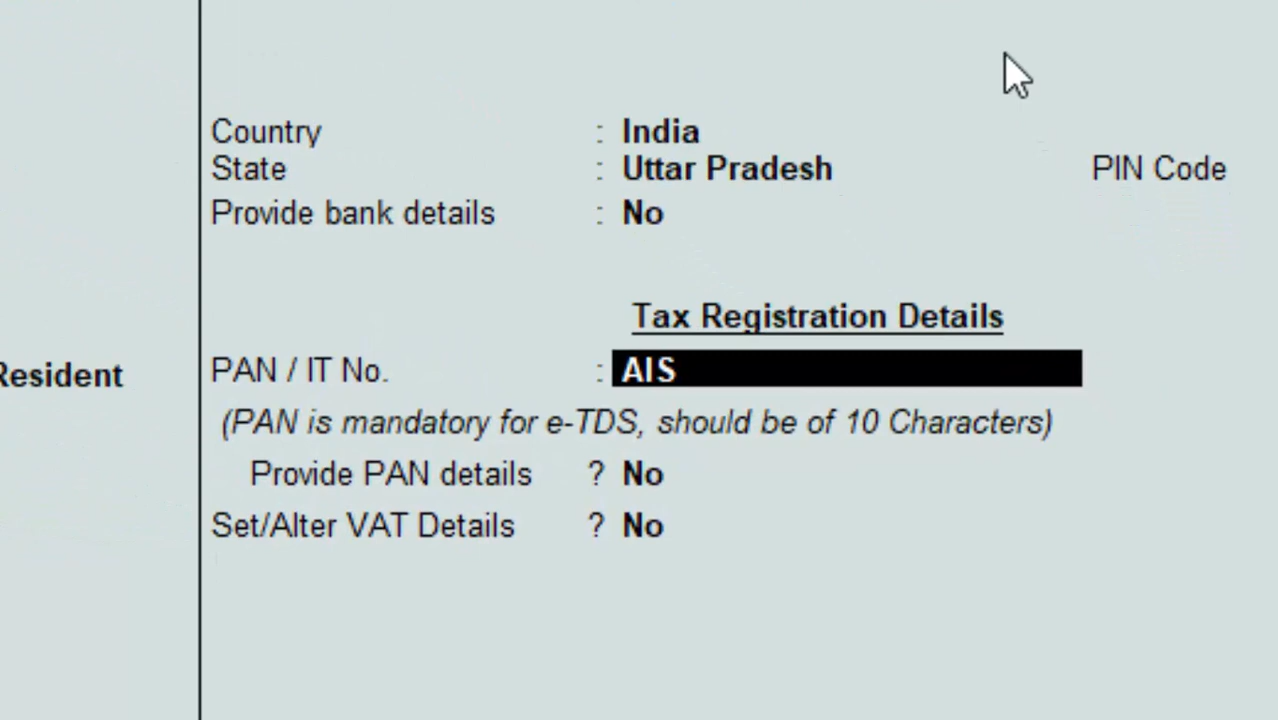 Country : India
State : Uttar Pradesh PIN Code
Provide bank details : No
Tax Registration Details
Resident
PAN / IT No. : AIS
(PAN is mandatory for e-TDS, should be of 10 Characters)
Provide PAN details ? No
Set/Alter VAT Details ? No